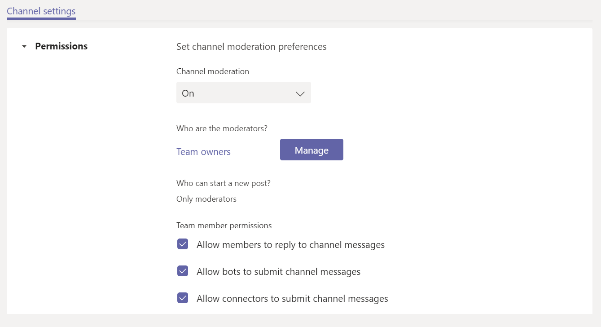 Channel settings
Permissions
Set channel moderation preferences
Channel moderation
On
Who are the moderators?
Team owners
Manage
Who can start a new post?
Only moderators
Team member permissions
Allow members to reply to channel messages
Allow bots to submit channel messages
Allow connectors to submit channel messages